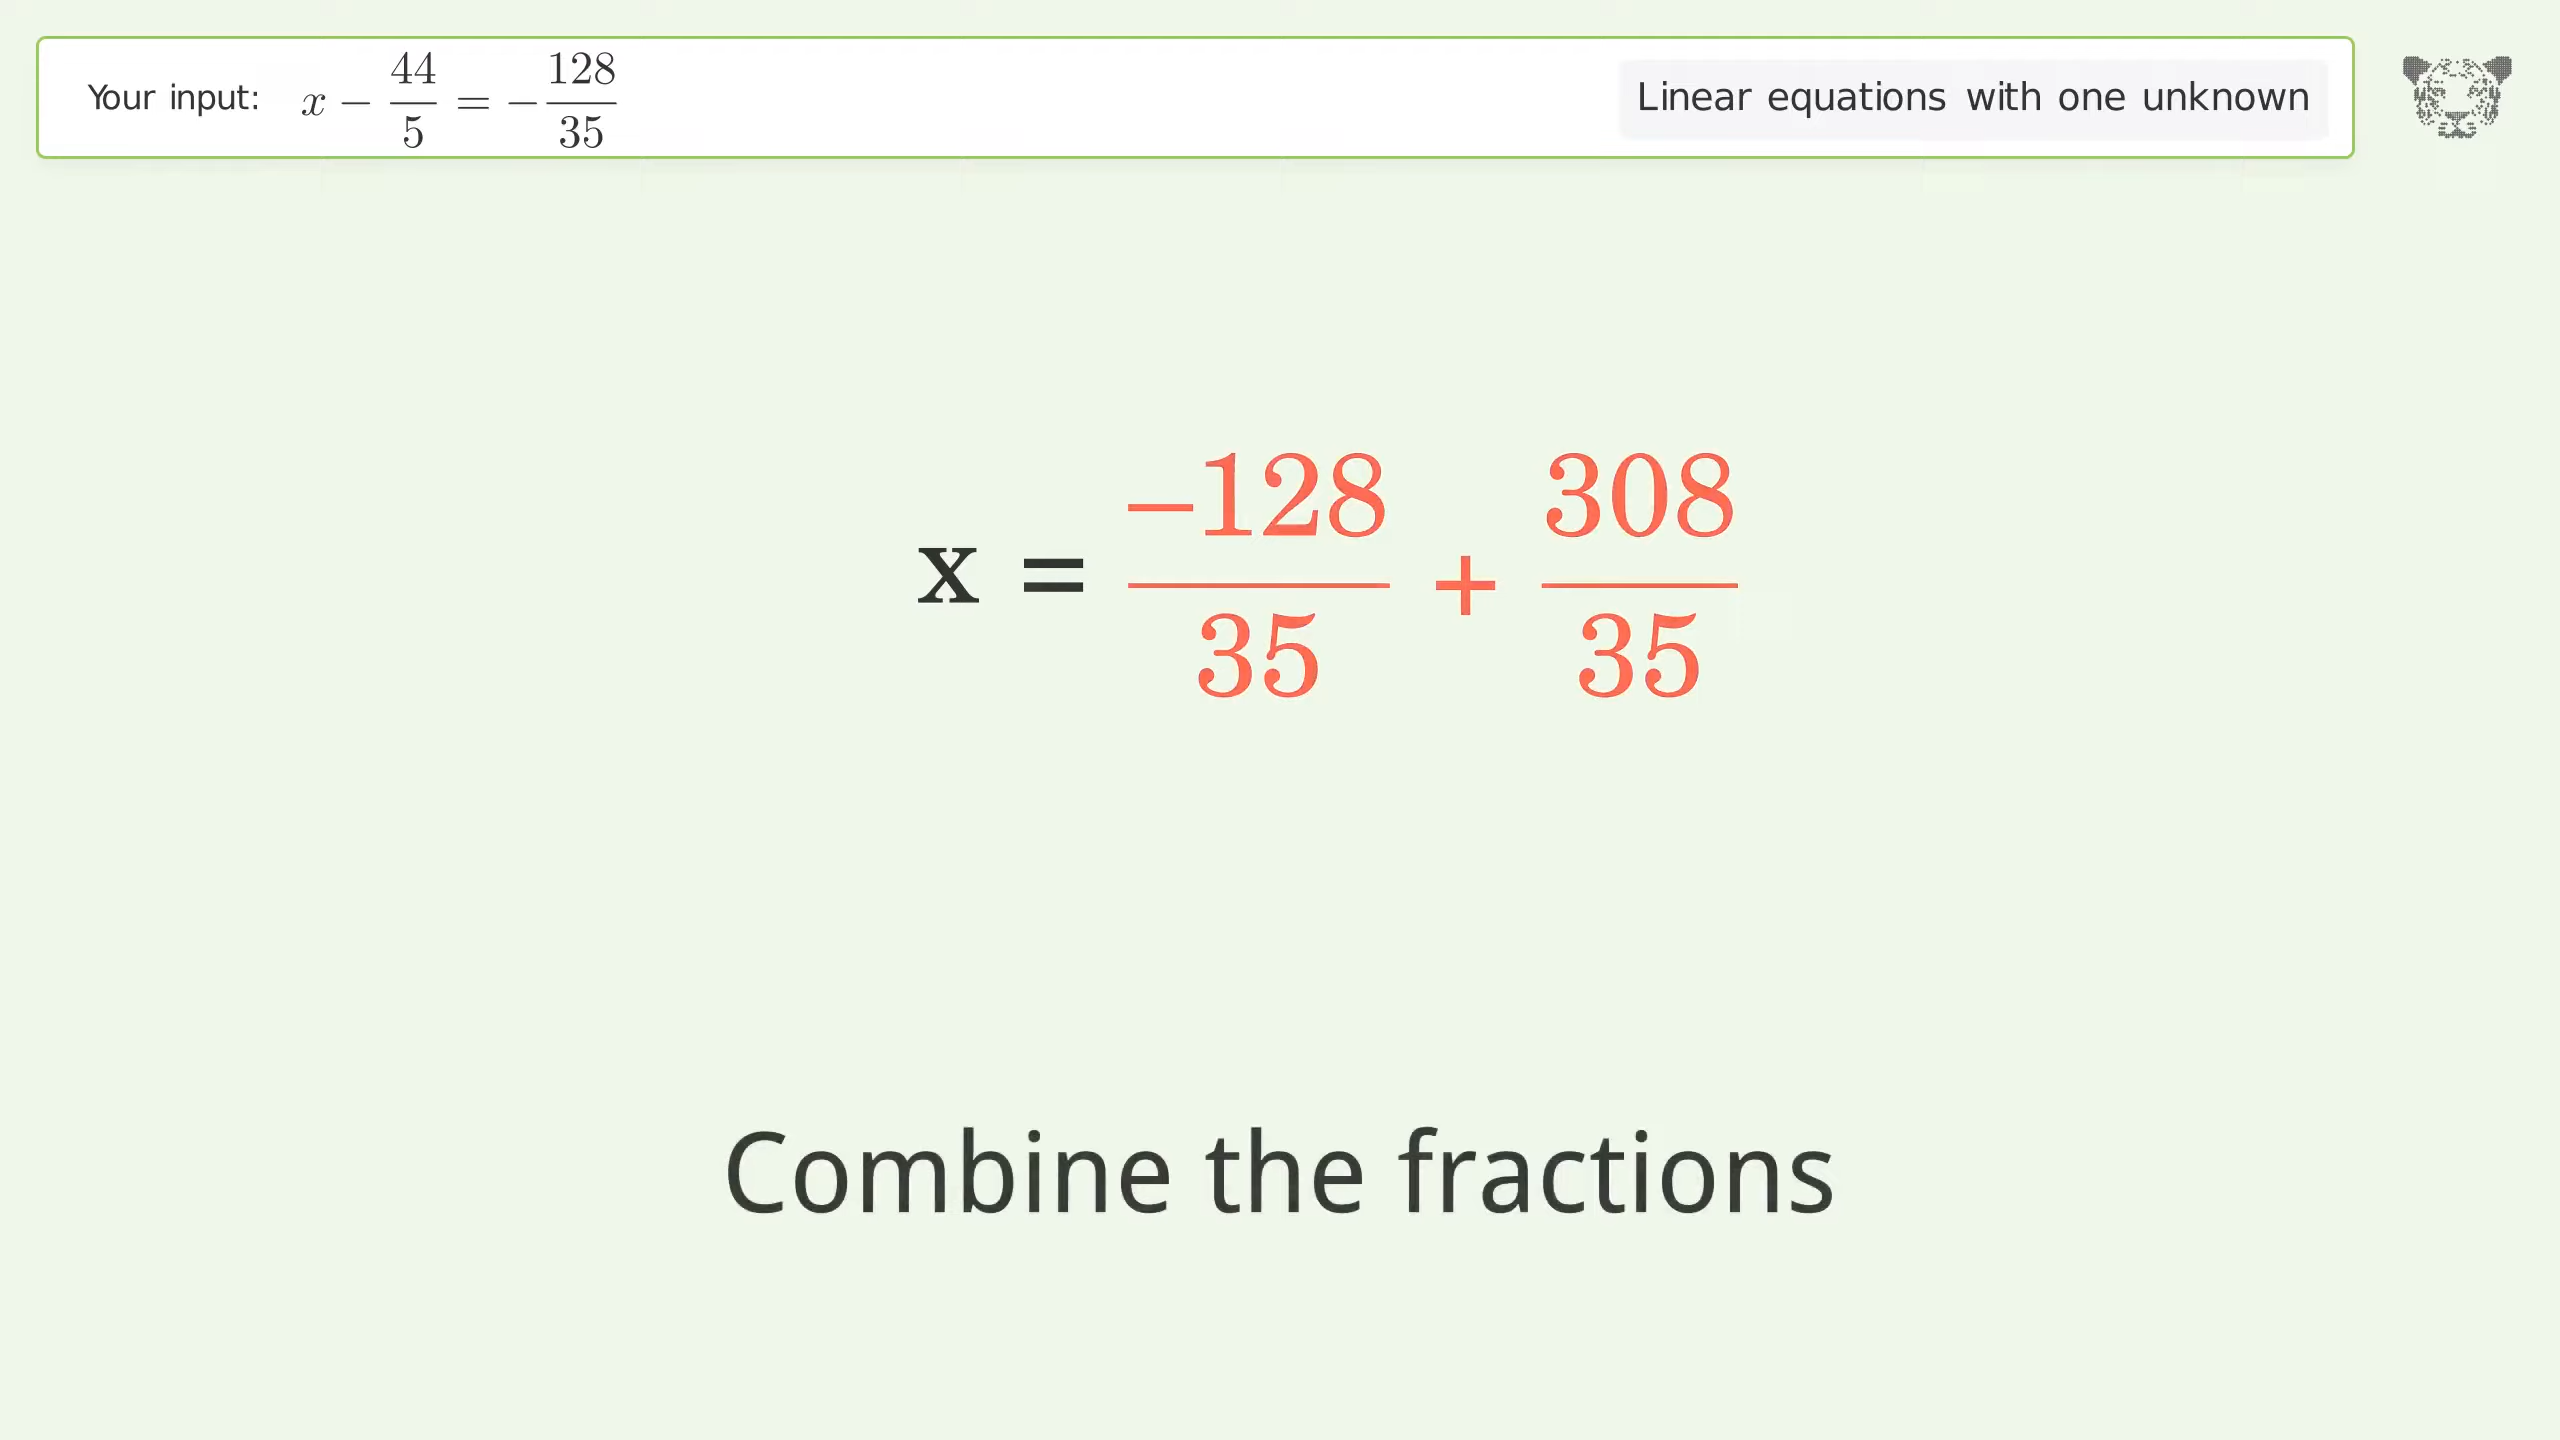 Your input: x − 44/5 = −128/35
Linear equations with one unknown
x = −128/35 + 308/35
Combine the fractions